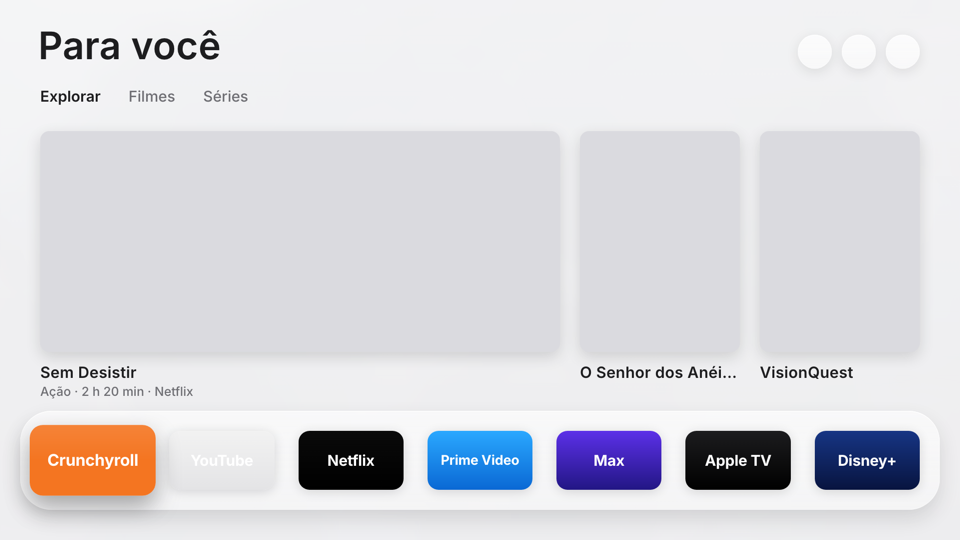 Para você
Explorar
Filmes
Séries
Sem Desistir
Ação · 2 h 20 min · Netflix
O Senhor dos Anéi...
VisionQuest
Crunchyroll
YouTube
Netflix
Prime Video
Max
Apple TV
Disney+